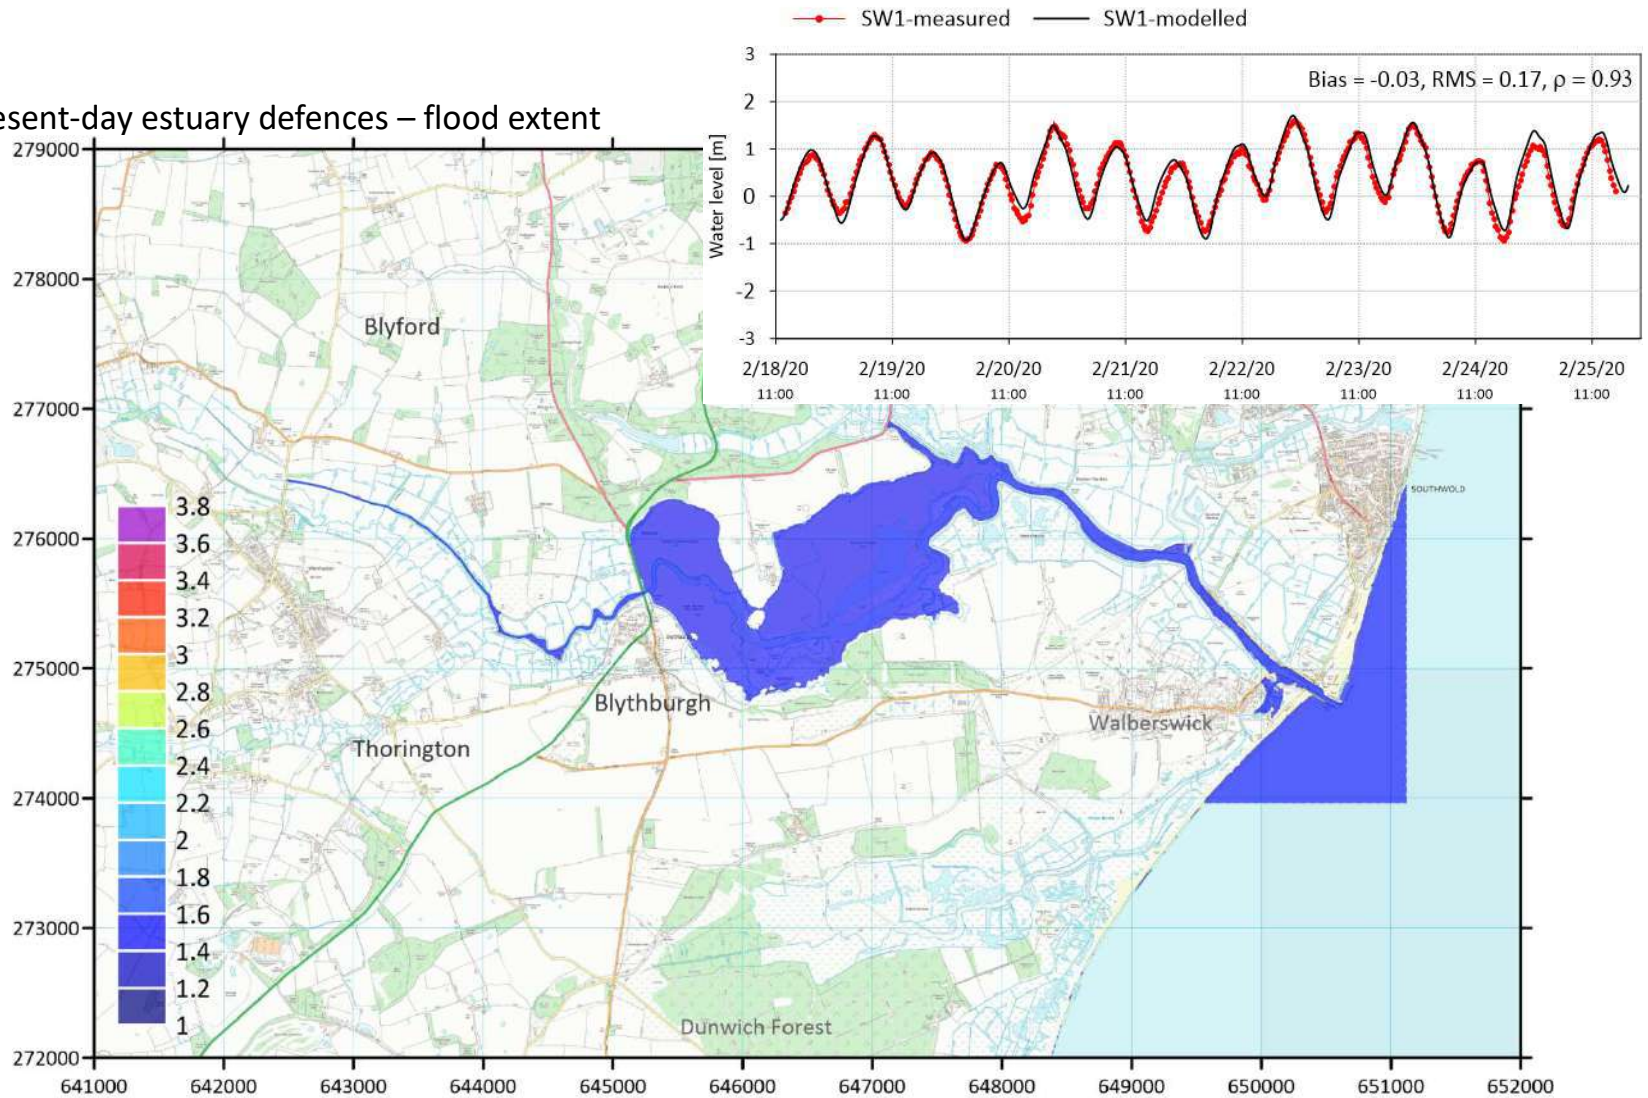 SW1-measured SW1-modelled
Bias = -0.03, RMS = 0.17, ρ = 0.93
Water level [m]
3
2
1
0
-1
-2
-3
2/18/20 2/19/20 2/20/20 2/21/20 2/22/20 2/23/20 2/24/20 2/25/20
11:00 11:00 11:00 11:00 11:00 11:00 11:00 11:00
esent-day estuary defences – flood extent
279000
278000
277000
276000
275000
274000
273000
272000
Blyford
SOUTHWOLD
Blythburgh
Walberswick
Thorington
Dunwich Forest
3.8
3.6
3.4
3.2
3
2.8
2.6
2.4
2.2
2
1.8
1.6
1.4
1.2
1
641000 642000 643000 644000 645000 646000 647000 648000 649000 650000 651000 652000